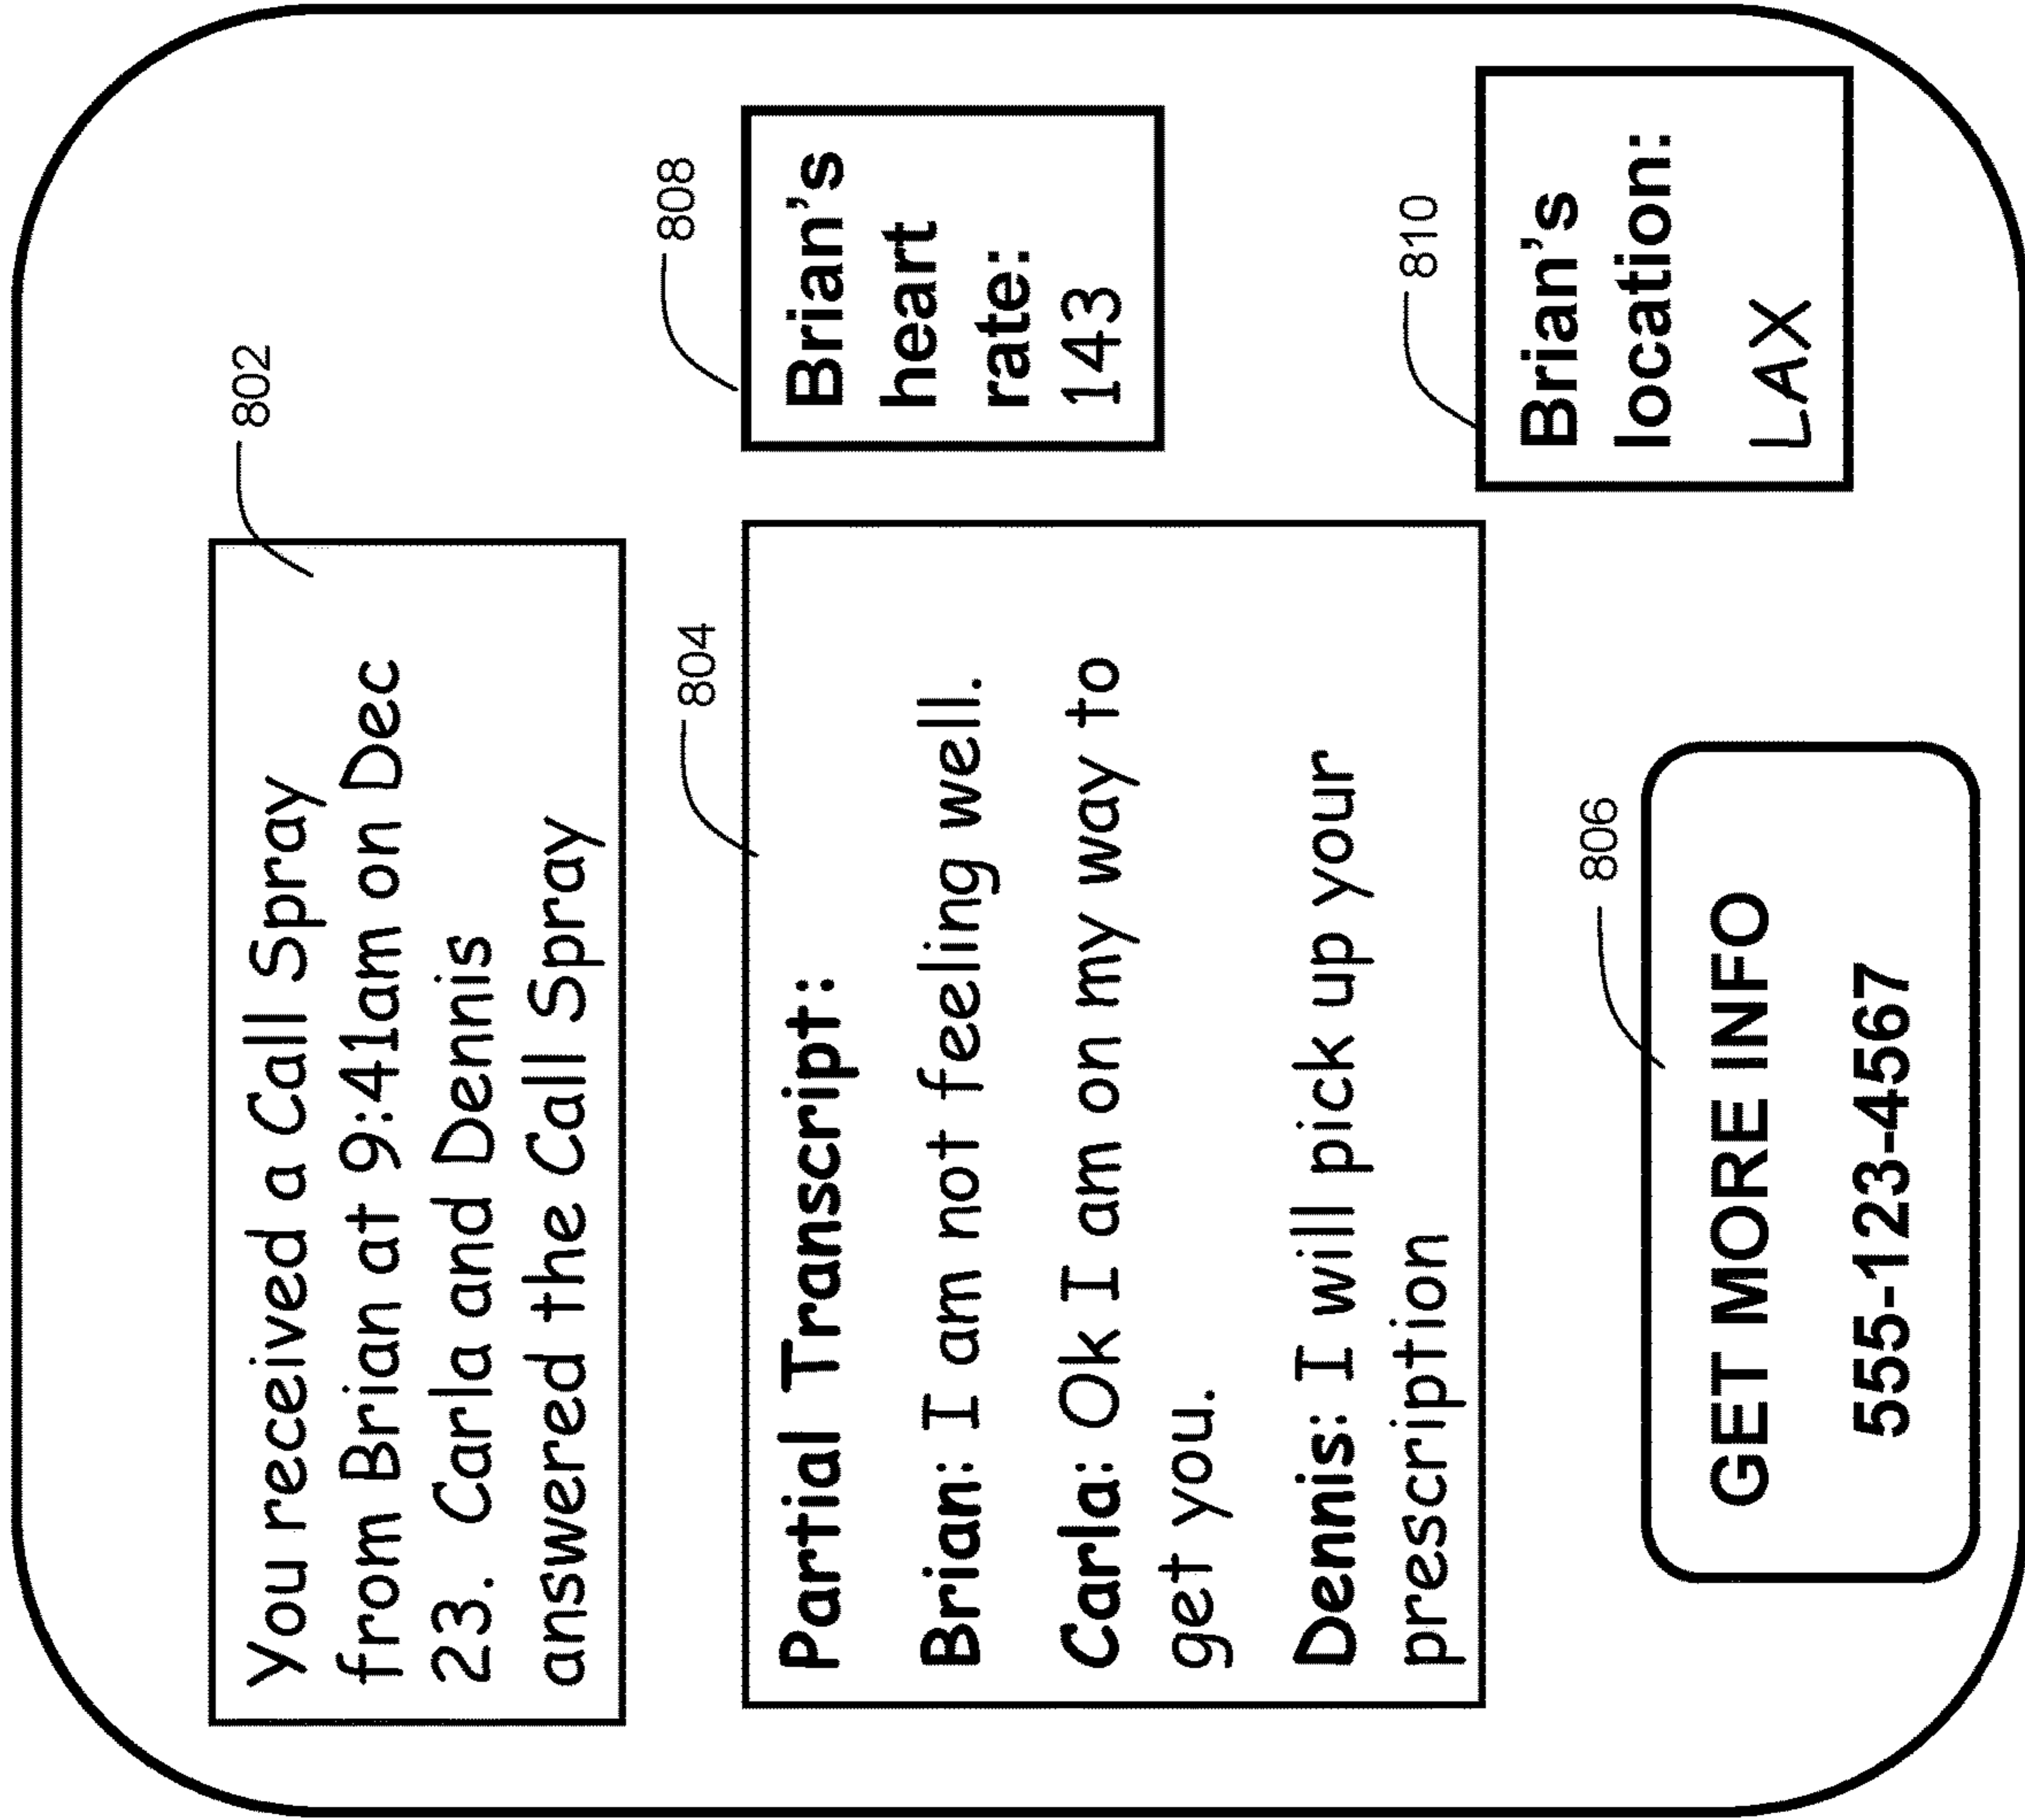 802
You received a Call Spray
from Brian at 9:41am on Dec
23. Carla and Dennis
answered the Call Spray
804
Partial Transcript:
Brian: I am not feeling well.
Carla: Ok I am on my way to
get you.
Dennis: I will pick up your
prescription
808
Brian's
heart
rate:
143
806
GET MORE INFO
555-123-4567
810
Brian's
location:
LAX